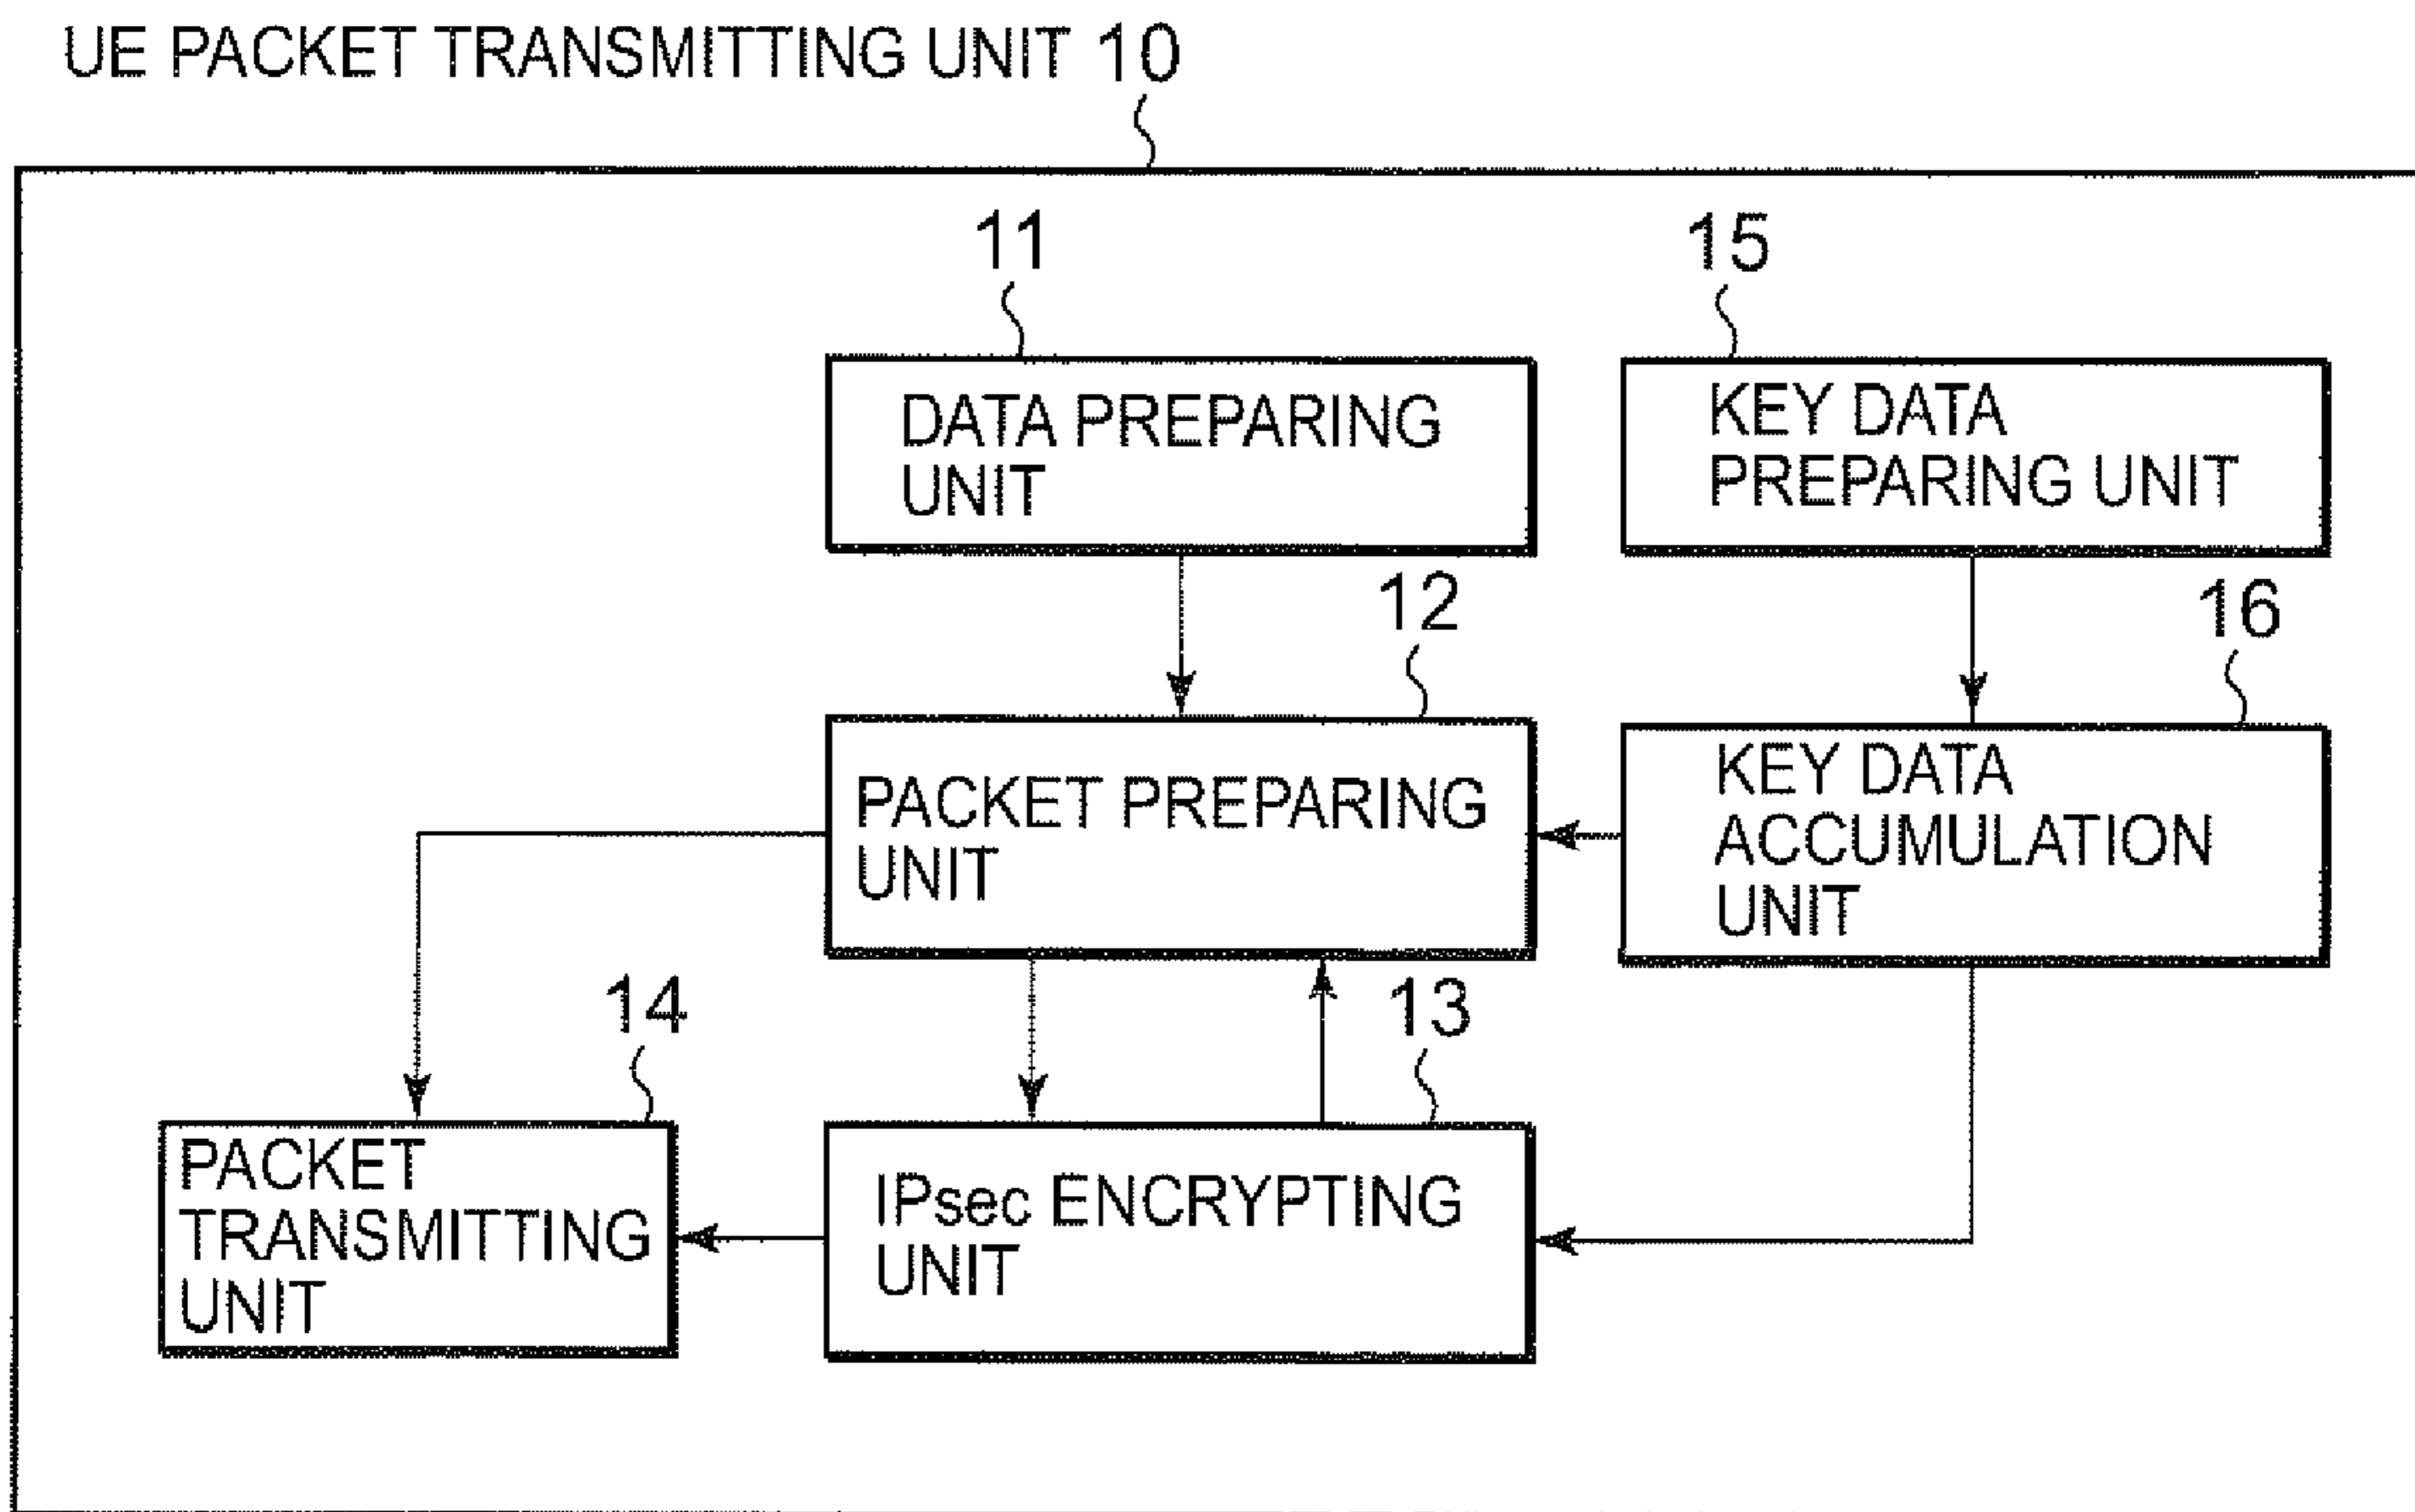 UE PACKET TRANSMITTING UNIT 10
11
15
DATA PREPARING
UNIT
KEY DATA
PREPARING UNIT
12
16
PACKET PREPARING
UNIT
KEY DATA
ACCUMULATION
UNIT
14
13
PACKET
TRANSMITTING
UNIT
IPsec ENCRYPTING
UNIT